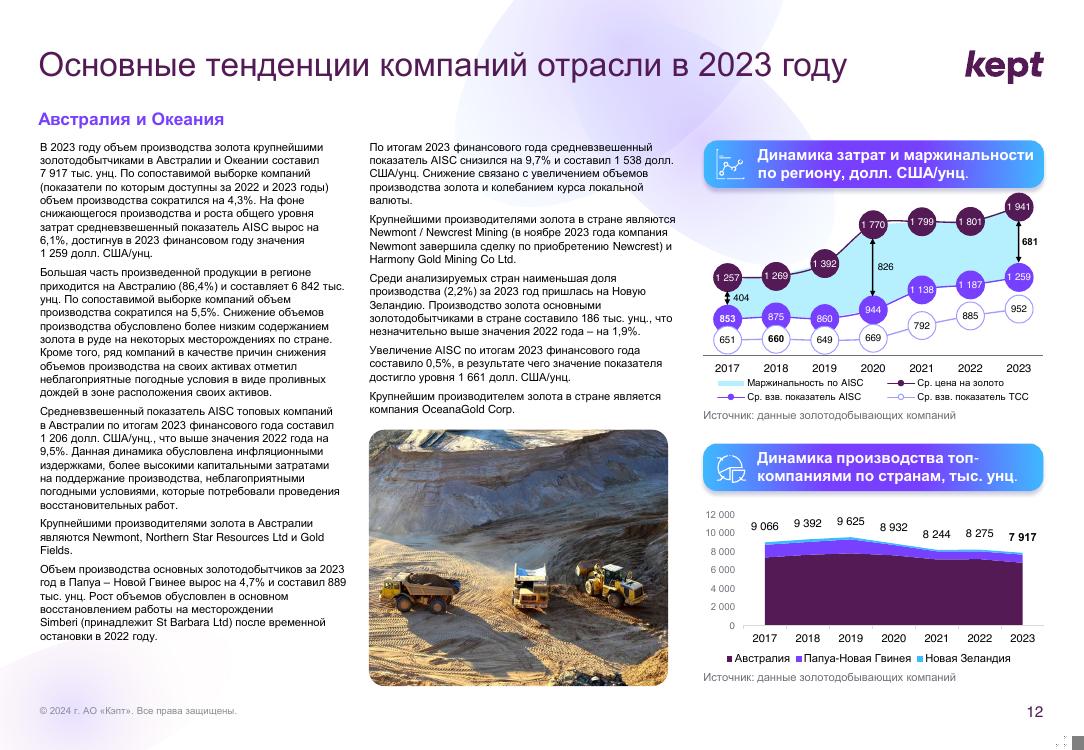 Основные тенденции компаний отрасли в 2023 году
kept
Австралия и Океания
В 2023 году объем производства золота крупнейшими
золотодобытчиками в Австралии и Океании составил
7 917 тыс. унц. По сопоставимой выборке компаний
(показатели по которым доступны за 2022 и 2023 годы)
объем производства сократился на 4,3%. На фоне
снижающегося производства и роста общего уровня
затрат средневзвешенный показатель AISC вырос на
6,1%, достигнув в 2023 финансовом году значения
1 259 долл. США/унц.
Большая часть произведенной продукции в регионе
приходится на Австралию (86,4%) и составляет 6 842 тыс.
унц. По сопоставимой выборке компаний объем
производства сократился на 5,5%. Снижение объемов
производства обусловлено более низким содержанием
золота в руде на некоторых месторождениях по стране.
Кроме того, ряд компаний в качестве причин снижения
объемов производства на своих активах отметил
неблагоприятные погодные условия в виде проливных
дождей в зоне расположения своих активов.
Средневзвешенный показатель AISC топовых компаний
в Австралии по итогам 2023 финансового года составил
1 206 долл. США/унц., что выше значения 2022 года на
9,5%. Данная динамика обусловлена инфляционными
издержками, более высокими капитальными затратами
на поддержание производства, неблагоприятными
погодными условиями, которые потребовали проведения
восстановительных работ.
Крупнейшими производителями золота в Австралии
являются Newmont, Northern Star Resources Ltd и Gold
Fields.
Объем производства основных золотодобытчиков за 2023
год в Папуа – Новой Гвинее вырос на 4,7% и составил 889
тыс. унц. Рост объемов обусловлен в основном
восстановлением работы на месторождении
Simberi (принадлежит St Barbara Ltd) после временной
остановки в 2022 году.
По итогам 2023 финансового года средневзвешенный
показатель AISC снизился на 9,7% и составил 1 538 долл.
США/унц. Снижение связано с увеличением объемов
производства золота и колебанием курса локальной
валюты.
Крупнейшими производителями золота в стране являются
Newmont / Newcrest Mining (в ноябре 2023 года компания
Newmont завершила сделку по приобретению Newcrest) и
Harmony Gold Mining Co Ltd.
Среди анализируемых стран наименьшая доля
производства (2,2%) за 2023 год пришлась на Новую
Зеландию. Производство золота основными
золотодобытчиками в стране составило 186 тыс. унц., что
незначительно выше значения 2022 года – на 1,9%.
Увеличение AISC по итогам 2023 финансового года
составило 0,5%, в результате чего значение показателя
достигло уровня 1 661 долл. США/унц.
Крупнейшим производителем золота в стране является
компания OceanaGold Corp.
Динамика затрат и маржинальности
по региону, долл. США/унц.
1 257 1 269 1 392 1 770 1 799 1 801 1 941
404 826 681
853 875 860 944 1 138 1 187 1 259
651 660 649 669 792 885 952
2017 2018 2019 2020 2021 2022 2023
Маржинальность по AISC Ср. цена на золото
Ср. взв. показатель AISC Ср. взв. показатель TCC
Источник: данные золотодобывающих компаний
Динамика производства топ-
компаниями по странам, тыс. унц.
12 000
10 000
8 000
6 000
4 000
2 000
0
9 066 9 392 9 625 8 932 8 244 8 275 7 917
2017 2018 2019 2020 2021 2022 2023
Австралия Папуа-Новая Гвинея Новая Зеландия
Источник: данные золотодобывающих компаний
© 2024 г. АО «Кэпт». Все права защищены.
12